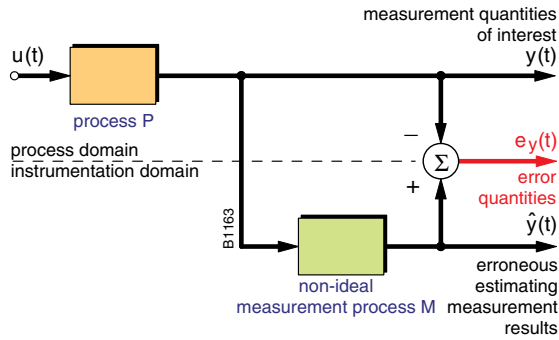 measurement quantities
of interest
u(t)
y(t)
process P
−
process domain
instrumentation domain
Σ
e_y(t)
+
error
quantities
B1163
ŷ(t)
non-ideal
measurement process M
erroneous
estimating
measurement
results